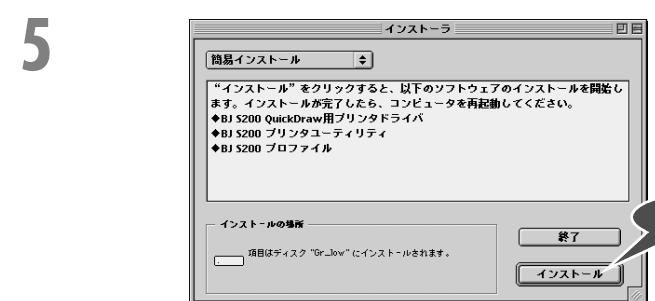 5
インストーラ
簡易インストール
“インストール”をクリックすると、以下のソフトウェアのインストールを開始し
ます。インストールが完了したら、コンピュータを再起動してください。
◆BJ S200 QuickDraw用プリンタドライバ
◆BJ S200 プリンタユーティリティ
◆BJ S200 プロファイル
インストールの場所
項目はディスク “Gr_low” にインストールされます。
終了
インストール